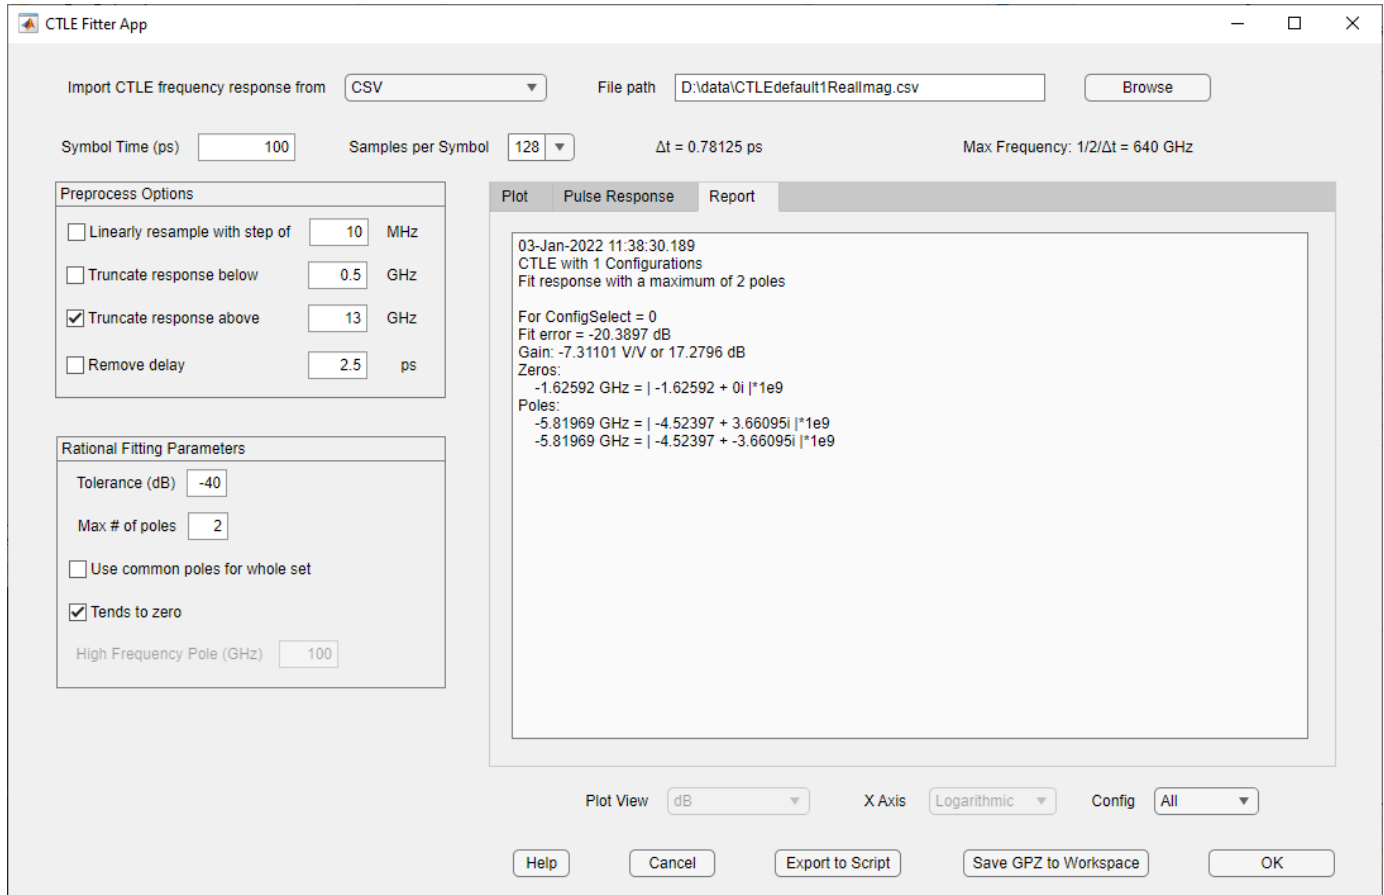 CTLE Fitter App
Import CTLE frequency response from CSV File path D:\data\CTLEdefault1RealImag.csv Browse
Symbol Time (ps) 100 Samples per Symbol 128 Δt = 0.78125 ps Max Frequency: 1/2/Δt = 640 GHz
Preprocess Options
Linearly resample with step of 10 MHz
Truncate response below 0.5 GHz
Truncate response above 13 GHz
Remove delay 2.5 ps
Rational Fitting Parameters
Tolerance (dB) -40
Max # of poles 2
Use common poles for whole set
Tends to zero
High Frequency Pole (GHz) 100
Plot Pulse Response Report
03-Jan-2022 11:38:30.189
CTLE with 1 Configurations
Fit response with a maximum of 2 poles
For ConfigSelect = 0
Fit error = -20.3897 dB
Gain: -7.31101 V/V or 17.2796 dB
Zeros:
-1.62592 GHz = | -1.62592 + 0i |*1e9
Poles:
-5.81969 GHz = | -4.52397 + 3.66095i |*1e9
-5.81969 GHz = | -4.52397 + -3.66095i |*1e9
Plot View dB X Axis Logarithmic Config All
Help Cancel Export to Script Save GPZ to Workspace OK